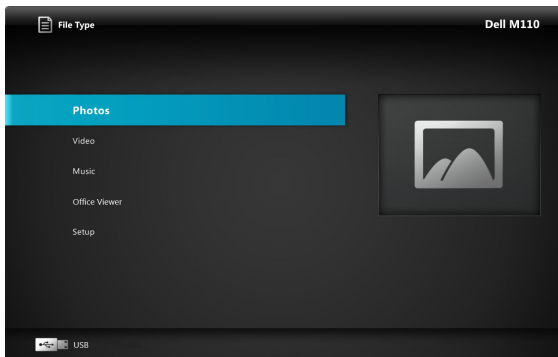 File Type
Dell M110
Photos
Video
Music
Office Viewer
Setup
USB